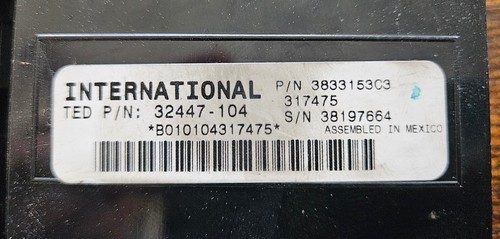 INTERNATIONAL P/N 3833153C3
317475
TED P/N: 32447-104 S/N 38197664
*B010104317475* ASSEMBLED IN MEXICO